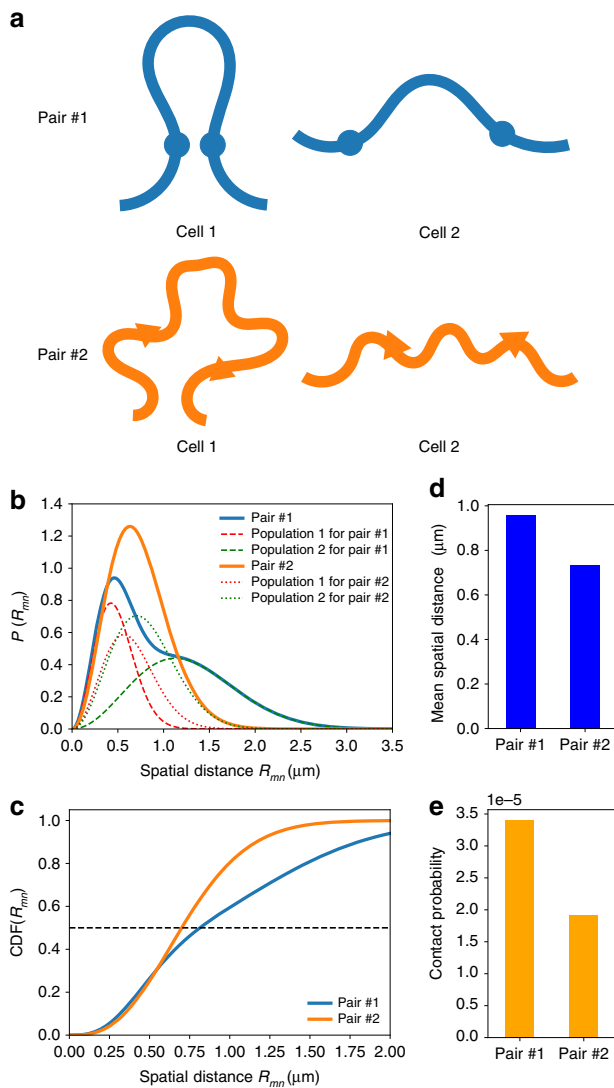 a
Pair #1
Cell 1
Cell 2
Pair #2
Cell 1
Cell 2
b
1.4
1.2
1.0
0.8
0.6
0.4
0.2
0.0
P (Rmn)
Pair #1
Population 1 for pair #1
Population 2 for pair #1
Pair #2
Population 1 for pair #2
Population 2 for pair #2
0.0 0.5 1.0 1.5 2.0 2.5 3.0 3.5
Spatial distance Rmn (μm)
d
1.0
0.8
0.6
0.4
0.2
0.0
Mean spatial distance (μm)
Pair #1 Pair #2
c
1.0
0.8
0.6
0.4
0.2
0.0
CDF(Rmn)
Pair #1
Pair #2
0.00 0.25 0.50 0.75 1.00 1.25 1.50 1.75 2.00
Spatial distance Rmn (μm)
e
1e–5
3.5
3.0
2.5
2.0
1.5
1.0
0.5
0.0
Contact probability
Pair #1 Pair #2